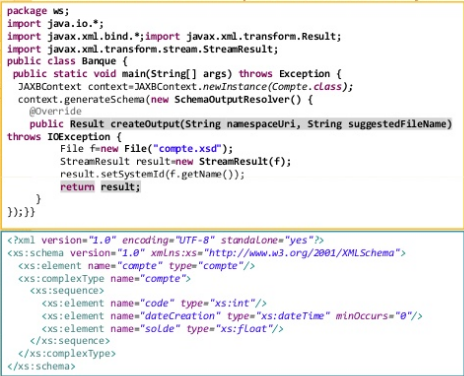 package ws;
import java.io.*;
import javax.xml.bind.*;import javax.xml.transform.Result;
import javax.xml.transform.stream.StreamResult;
public class Banque {
public static void main(String[] args) throws Exception {
JAXBContext context=JAXBContext.newInstance(Compte.class);
context.generateSchema(new SchemaOutputResolver() {
@Override
public Result createOutput(String namespaceUri, String suggestedFileName)
throws IOException {
File f=new File("compte.xsd");
StreamResult result=new StreamResult(f);
result.setSystemId(f.getName());
return result;
}
});}}
<?xml version="1.0" encoding="UTF-8" standalone="yes"?>
<xs:schema version="1.0" xmlns:xs="http://www.w3.org/2001/XMLSchema">
<xs:element name="compte" type="compte"/>
<xs:complexType name="compte">
<xs:sequence>
<xs:element name="code" type="xs:int"/>
<xs:element name="dateCreation" type="xs:dateTime" minOccurs="0"/>
<xs:element name="solde" type="xs:float"/>
</xs:sequence>
</xs:complexType>
</xs:schema>